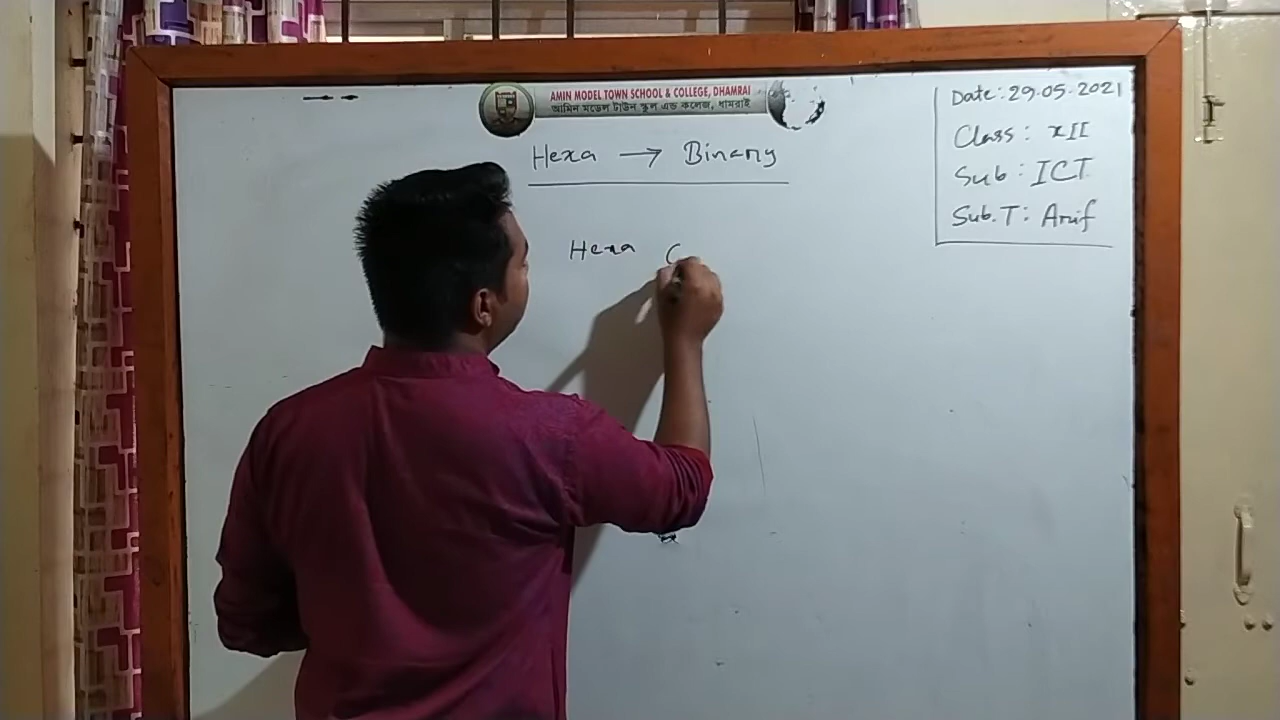 AMIN MODEL TOWN SCHOOL & COLLEGE, DHAMRAI
আমিন মডেল টাউন স্কুল এন্ড কলেজ, ধামরাই
Hexa → Binary
Hexa (
Date: 29.05.2021
Class: XII
Sub: ICT
Sub.T: Arif